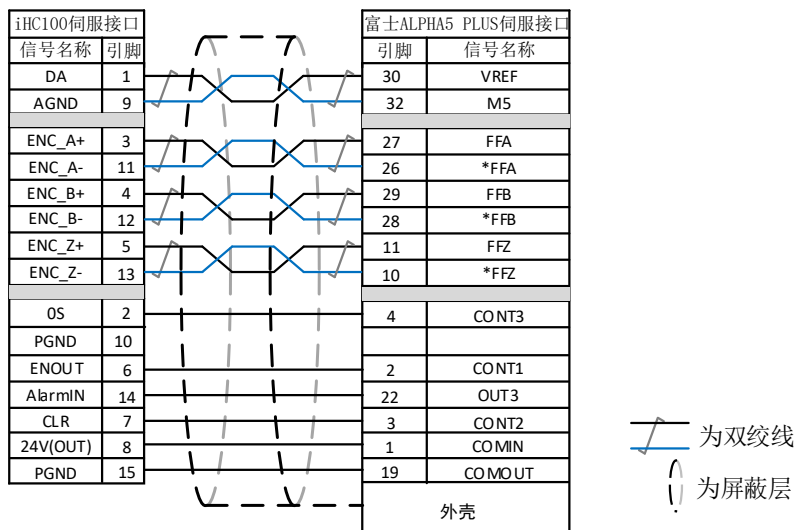 iHC100伺服接口 富士ALPHA5 PLUS伺服接口
信号名称 引脚 引脚 信号名称
DA 1 30 VREF
AGND 9 32 M5
ENC_A+ 3 27 FFA
ENC_A- 11 26 *FFA
ENC_B+ 4 29 FFB
ENC_B- 12 28 *FFB
ENC_Z+ 5 11 FFZ
ENC_Z- 13 10 *FFZ
0S 2 4 CONT3
PGND 10
ENOUT 6 2 CONT1
AlarmIN 14 22 OUT3
CLR 7 3 CONT2
24V(OUT) 8 1 COMIN
PGND 15 19 COMOUT
外壳
为双绞线
为屏蔽层